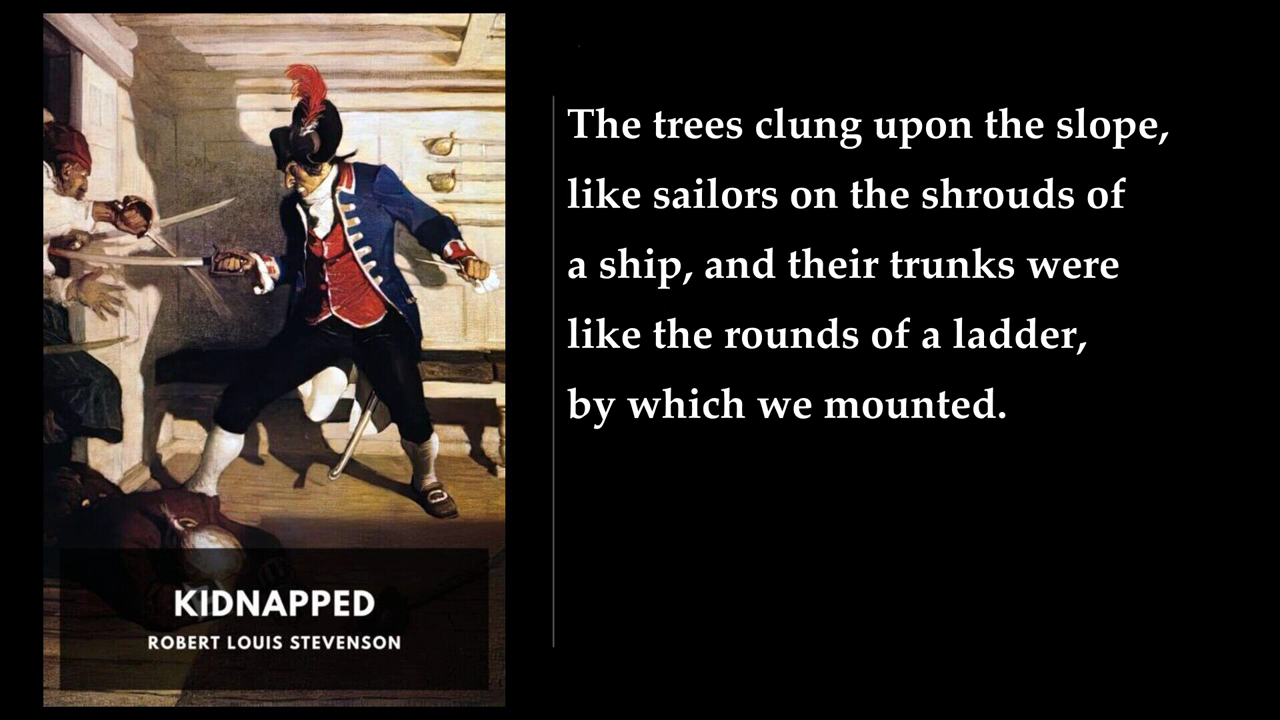 KIDNAPPED
ROBERT LOUIS STEVENSON
The trees clung upon the slope,
like sailors on the shrouds of
a ship, and their trunks were
like the rounds of a ladder,
by which we mounted.